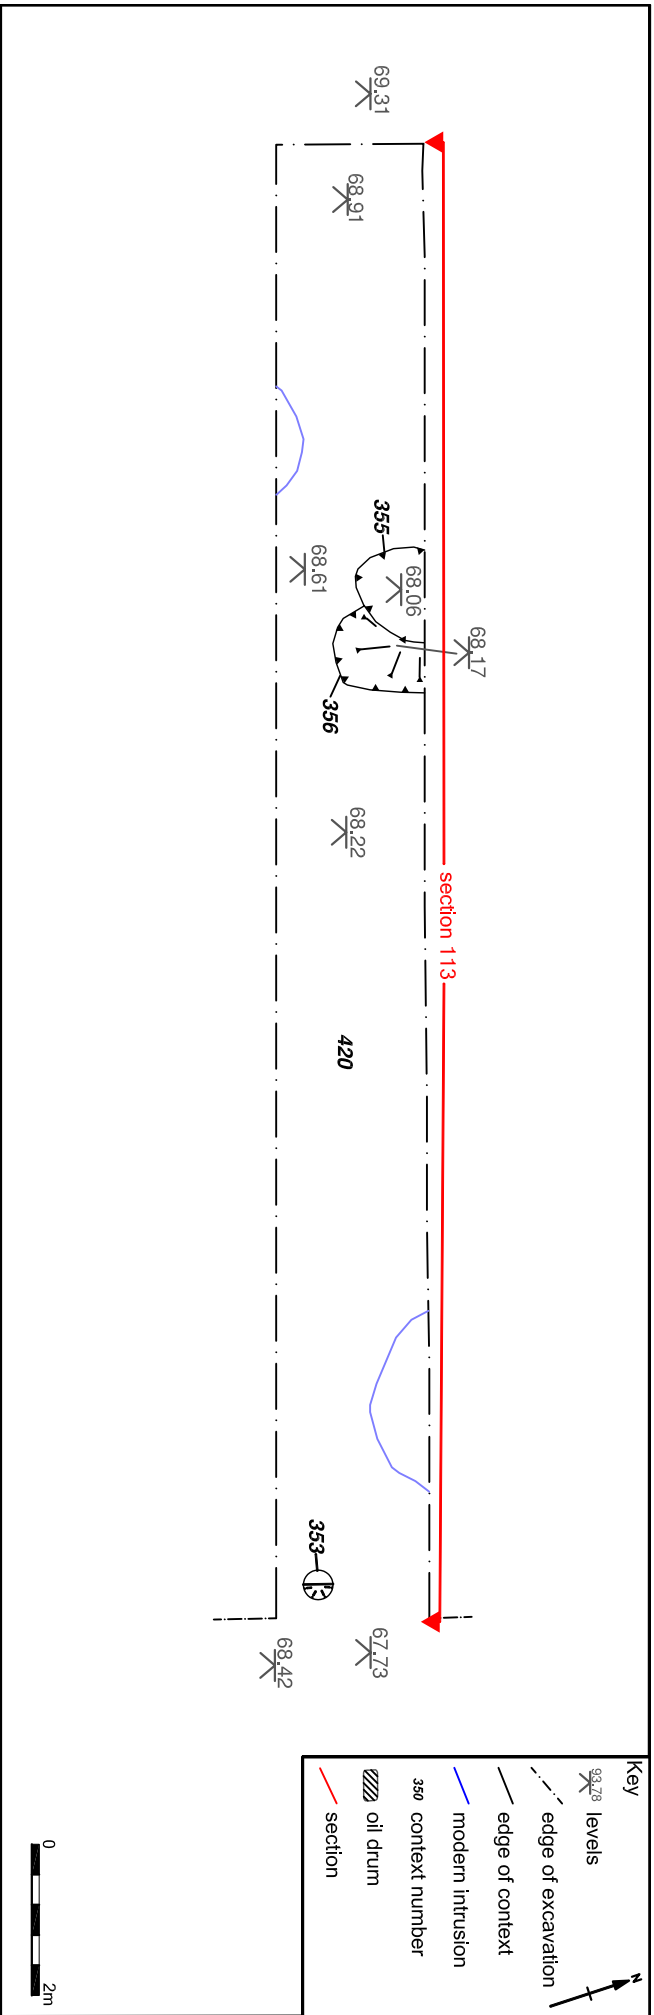 69.31
68.91
355
68.61
68.06
68.17
356
68.22
section 113
420
353
67.73
68.42
Key
93.78 levels
edge of excavation
edge of context
modern intrusion
350 context number
oil drum
section
N
0 2m